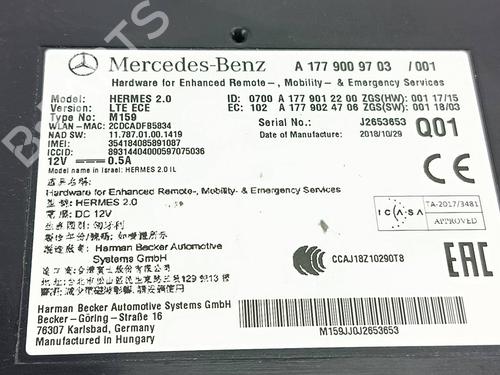 Mercedes-Benz A 177 900 97 03 /001
Hardware for Enhanced Remote-, Mobility- & Emergency Services
Model: HERMES 2.0 ID: 0700 A 177 901 22 00 ZGS(HW): 001 17/15
Version: LTE ECE ID: 102 A 177 902 47 06 ZGS(SW): 001 18/03
Type No: M159 Serial No.: J2653653
WLAN-MAC: 2CDCADFB5834 Date of Manufacture: 2018/10/29 Q01
NAD SW: 11.787.01.00.1419
IMEI: 354184085891087
ICCID: 89314404000597075036
12V 0.5A
Model name in Israel: HERMES 2.0 IL
Hardware for Enhanced Remote-, Mobility- & Emergency Services
HERMES 2.0
DC 12V
Harman Becker Automotive
Systems GmbH
ICASA TA-2017/3481
APPROVED
CCAJ18Z10290T8
EAC
Harman Becker Automotive Systems GmbH
Becker-Göring-Straße 16
76307 Karlsbad, Germany
Manufactured in Hungary
M159JJ0J2653653